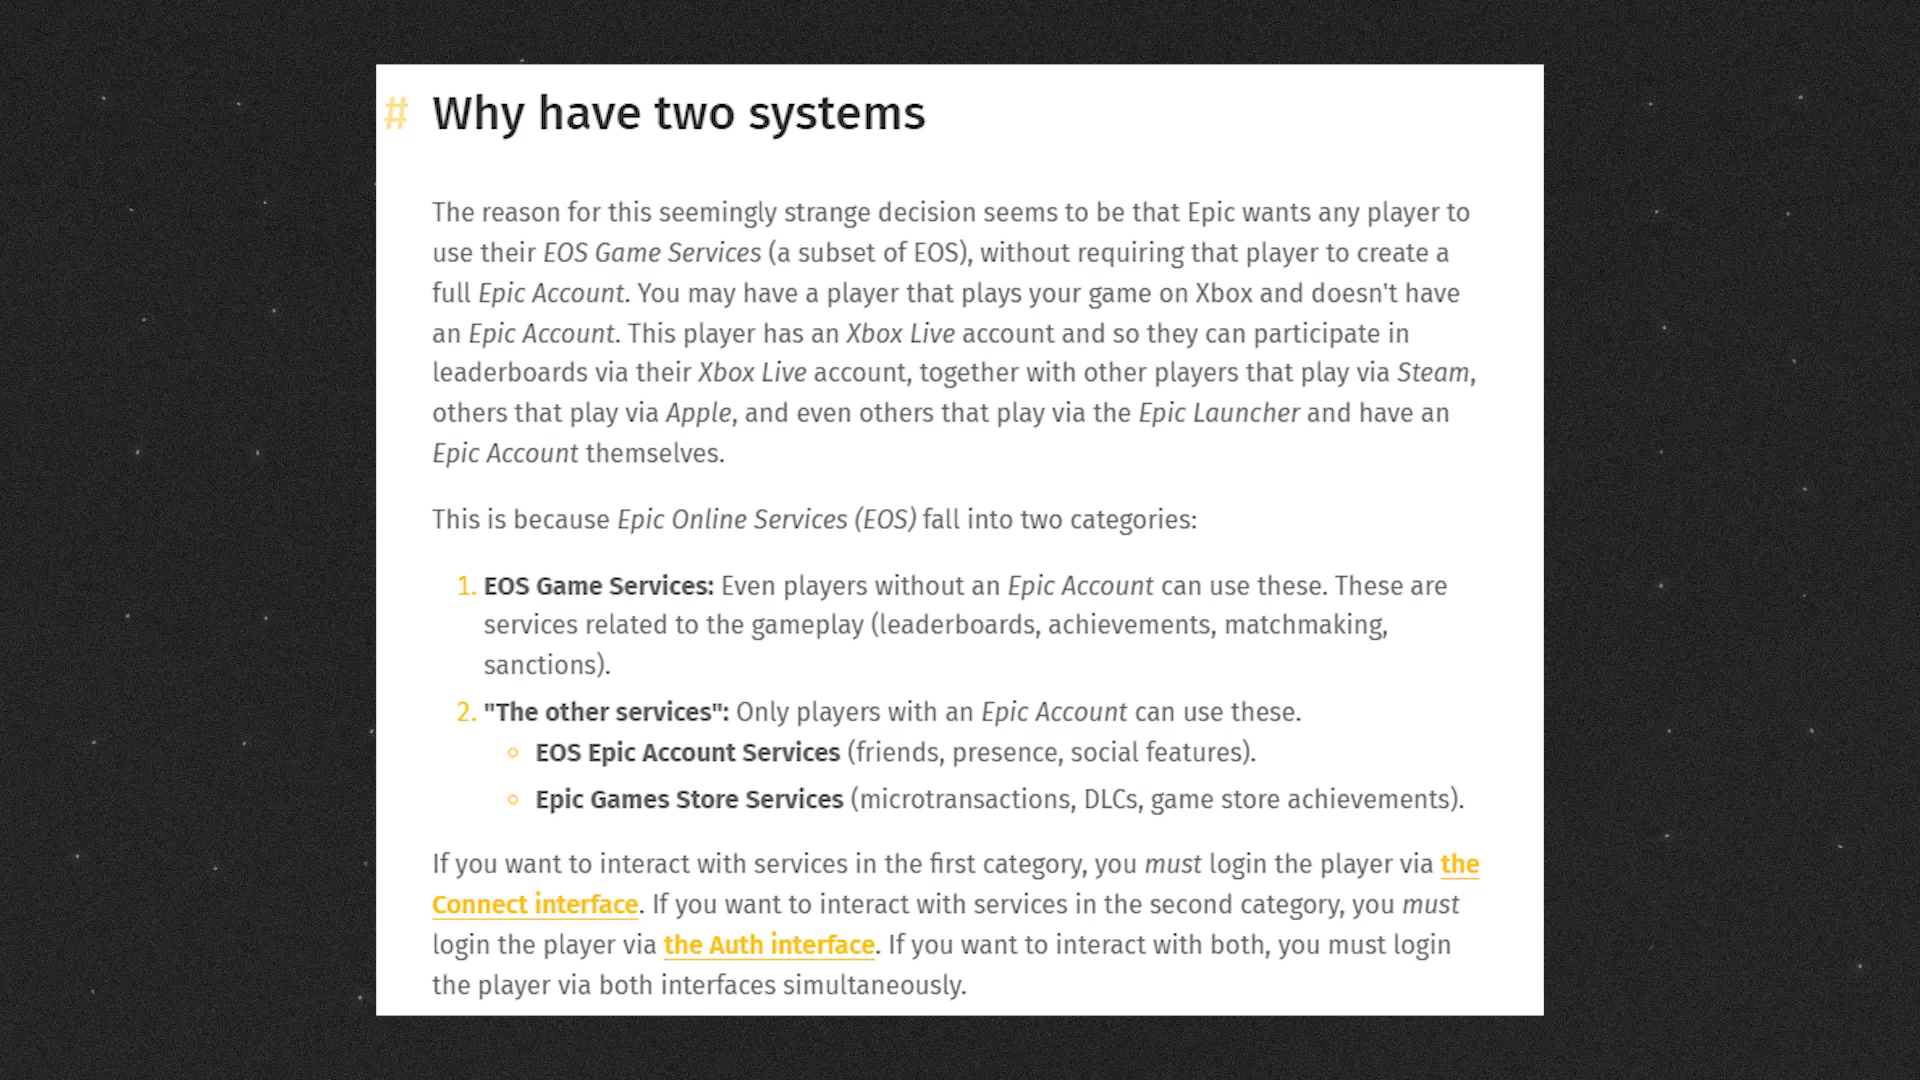 # Why have two systems
The reason for this seemingly strange decision seems to be that Epic wants any player to
use their EOS Game Services (a subset of EOS), without requiring that player to create a
full Epic Account. You may have a player that plays your game on Xbox and doesn't have
an Epic Account. This player has an Xbox Live account and so they can participate in
leaderboards via their Xbox Live account, together with other players that play via Steam,
others that play via Apple, and even others that play via the Epic Launcher and have an
Epic Account themselves.
This is because Epic Online Services (EOS) fall into two categories:
1. EOS Game Services: Even players without an Epic Account can use these. These are
services related to the gameplay (leaderboards, achievements, matchmaking,
sanctions).
2. "The other services": Only players with an Epic Account can use these.
○ EOS Epic Account Services (friends, presence, social features).
○ Epic Games Store Services (microtransactions, DLCs, game store achievements).
If you want to interact with services in the first category, you must login the player via the
Connect interface. If you want to interact with services in the second category, you must
login the player via the Auth interface. If you want to interact with both, you must login
the player via both interfaces simultaneously.